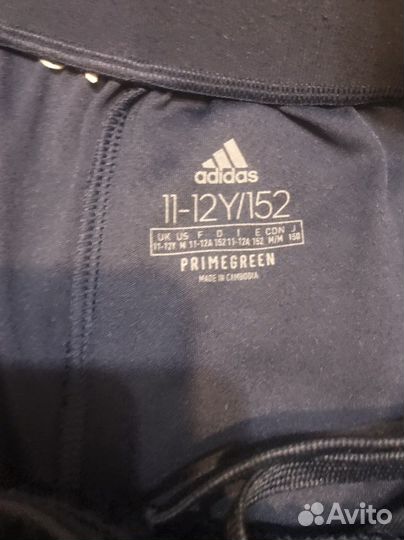 adidas
11-12Y/152
UK US F D I E CDN J
11-12Y M 11-12A 152 11-12A 152 M/M 150
PRIMEGREEN
MADE IN CAMBODIA
Avito